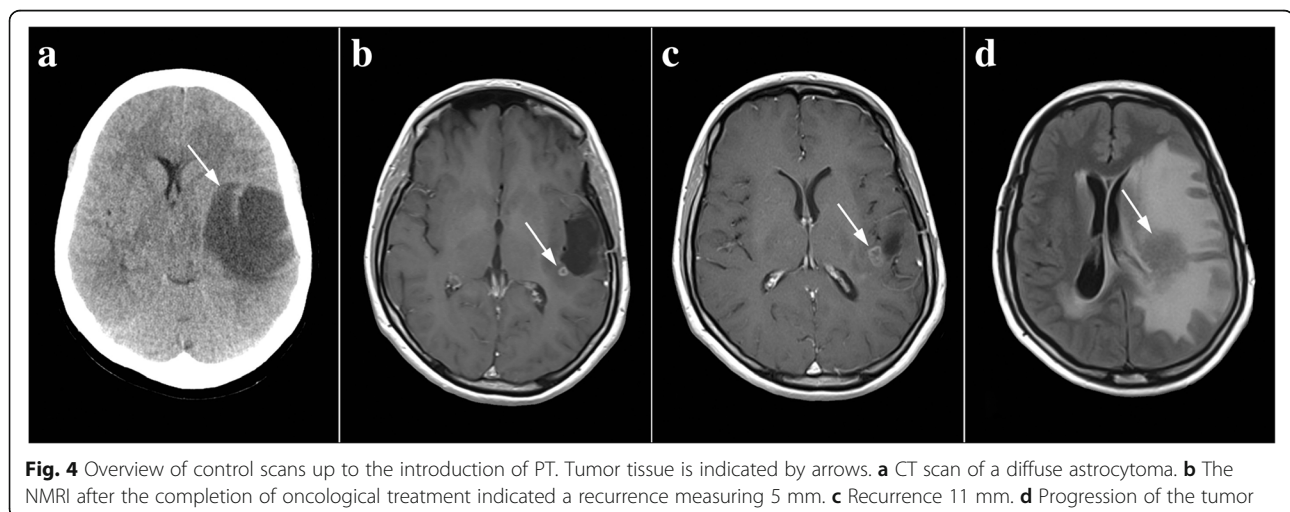 a b c d
Fig. 4 Overview of control scans up to the introduction of PT. Tumor tissue is indicated by arrows. a CT scan of a diffuse astrocytoma. b The
NMRI after the completion of oncological treatment indicated a recurrence measuring 5 mm. c Recurrence 11 mm. d Progression of the tumor